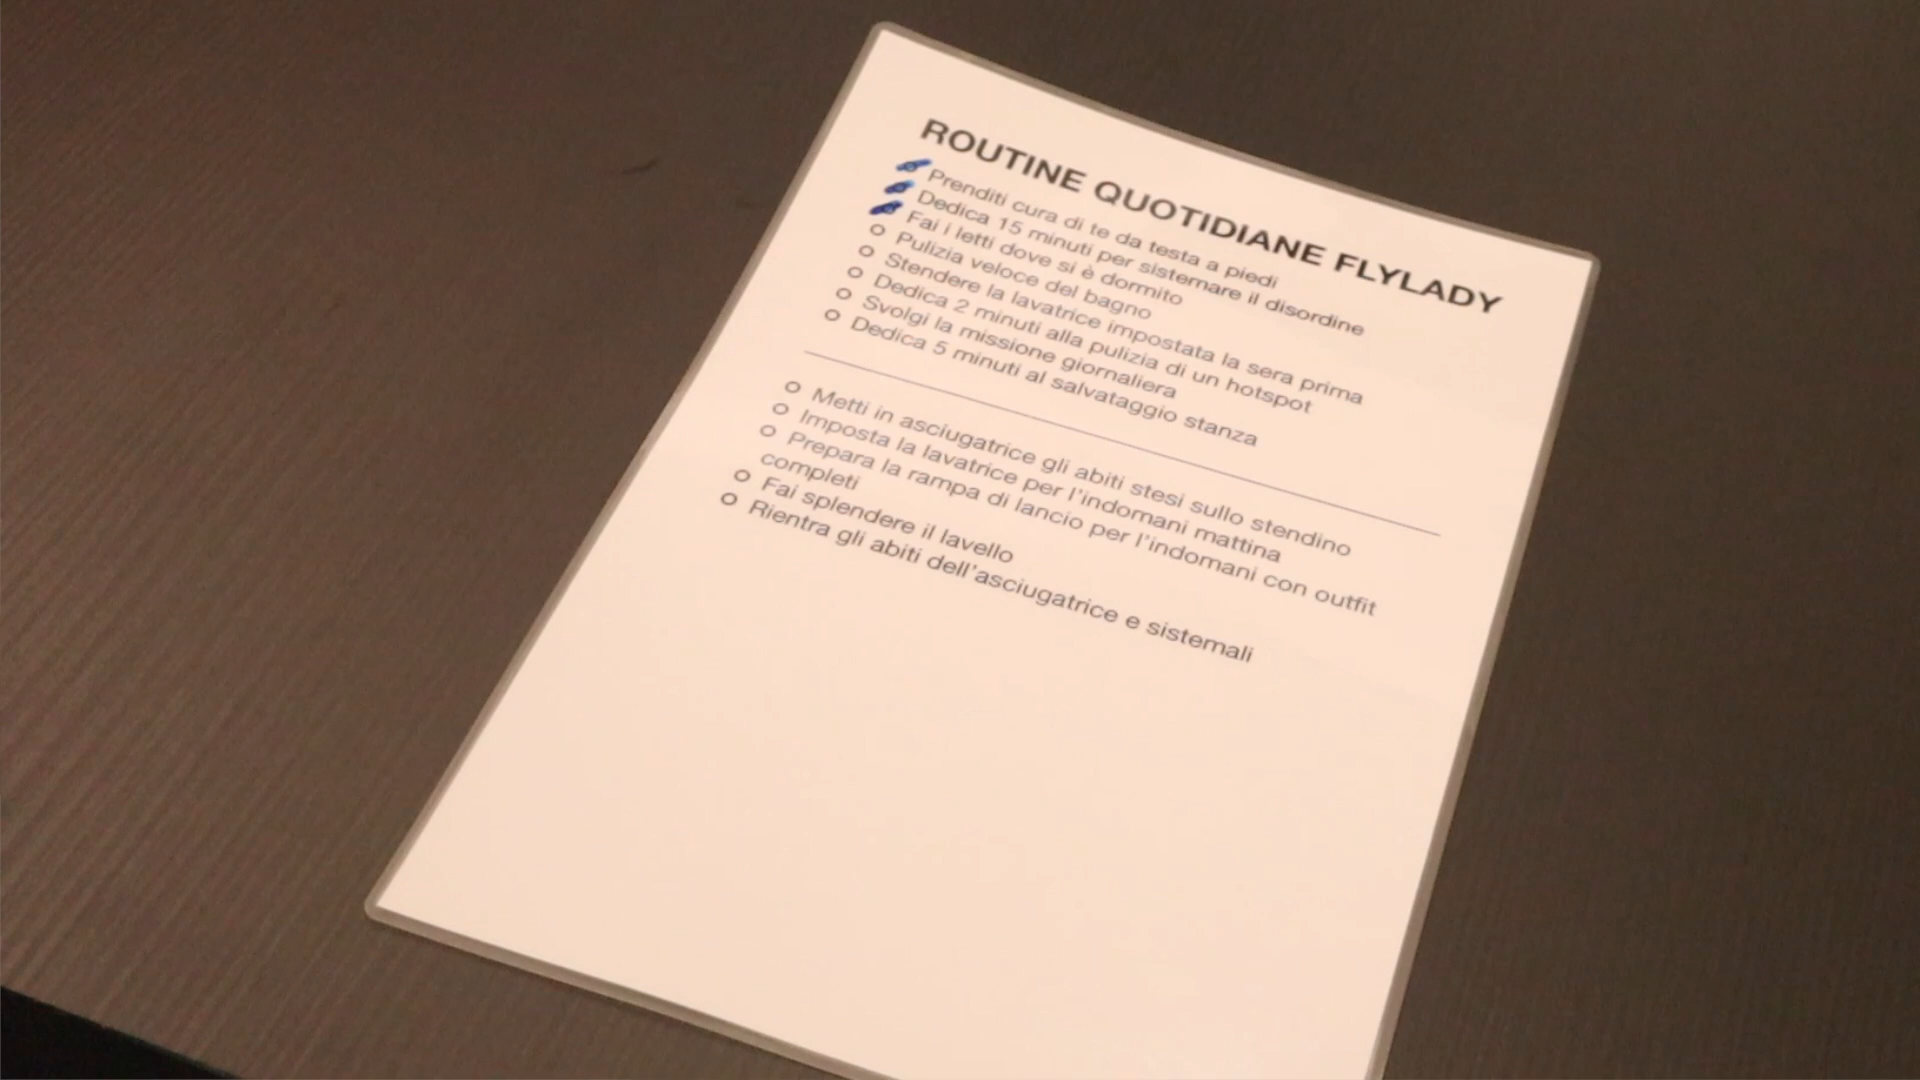 ROUTINE QUOTIDIANE FLYLADY
Prenditi cura di te da testa a piedi
Dedica 15 minuti per sistemare il disordine
Fai i letti dove si è dormito
Pulizia veloce del bagno
Stendere la lavatrice impostata la sera prima
Dedica 2 minuti alla pulizia di un hotspot
Svolgi la missione giornaliera
Dedica 5 minuti al salvataggio stanza
Metti in asciugatrice gli abiti stesi sullo stendino
Imposta la lavatrice per l'indomani mattina
Prepara la rampa di lancio per l'indomani con outfit
completi
Fai splendere il lavello
Rientra gli abiti dell'asciugatrice e sistemali